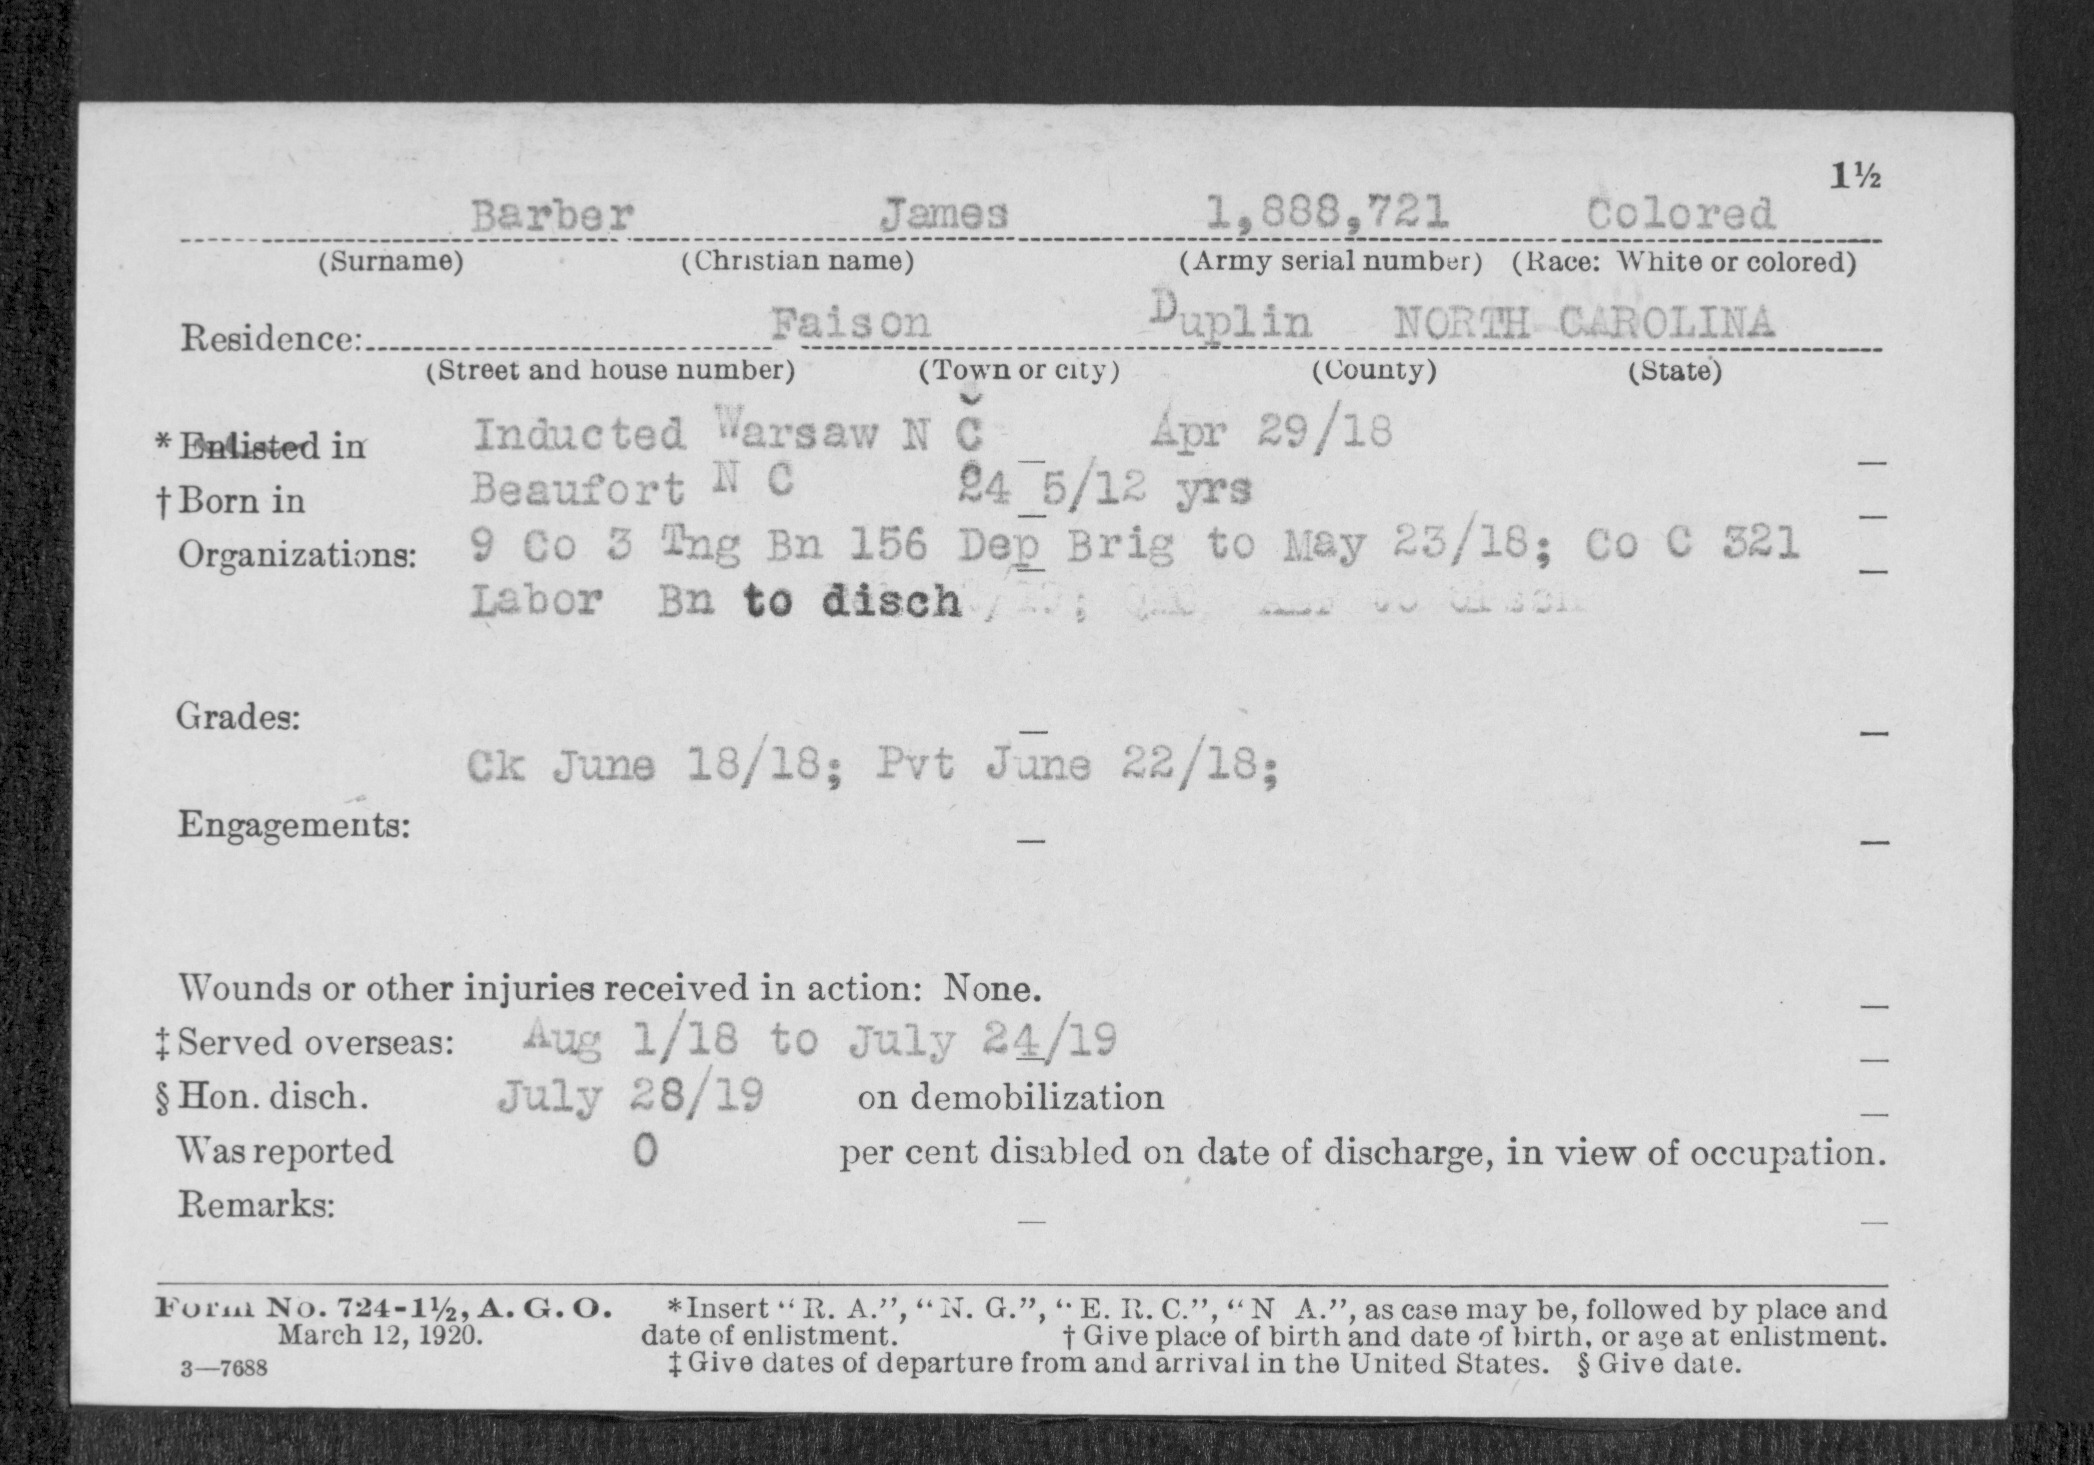 1½
Barber James 1,888,721 Colored
(Surname) (Christian name) (Army serial number) (Race: White or colored)
Residence: Faison Duplin NORTH CAROLINA
(Street and house number) (Town or city) (County) (State)
* Enlisted in Inducted Warsaw N C Apr 29/18
† Born in Beaufort N C 24 5/12 yrs
Organizations: 9 Co 3 Tng Bn 156 Dep Brig to May 23/18; Co C 321
Labor Bn to disch
Grades:
Ck June 18/18; Pvt June 22/18;
Engagements:
Wounds or other injuries received in action: None.
‡ Served overseas: Aug 1/18 to July 24/19
§ Hon. disch. July 28/19 on demobilization
Was reported 0 per cent disabled on date of discharge, in view of occupation.
Remarks:
Form No. 724-1½, A. G. O. *Insert "R. A.", "N. G.", "E. R. C.", "N A.", as case may be, followed by place and
March 12, 1920. date of enlistment. † Give place of birth and date of birth, or age at enlistment.
3—7688 ‡ Give dates of departure from and arrival in the United States. § Give date.